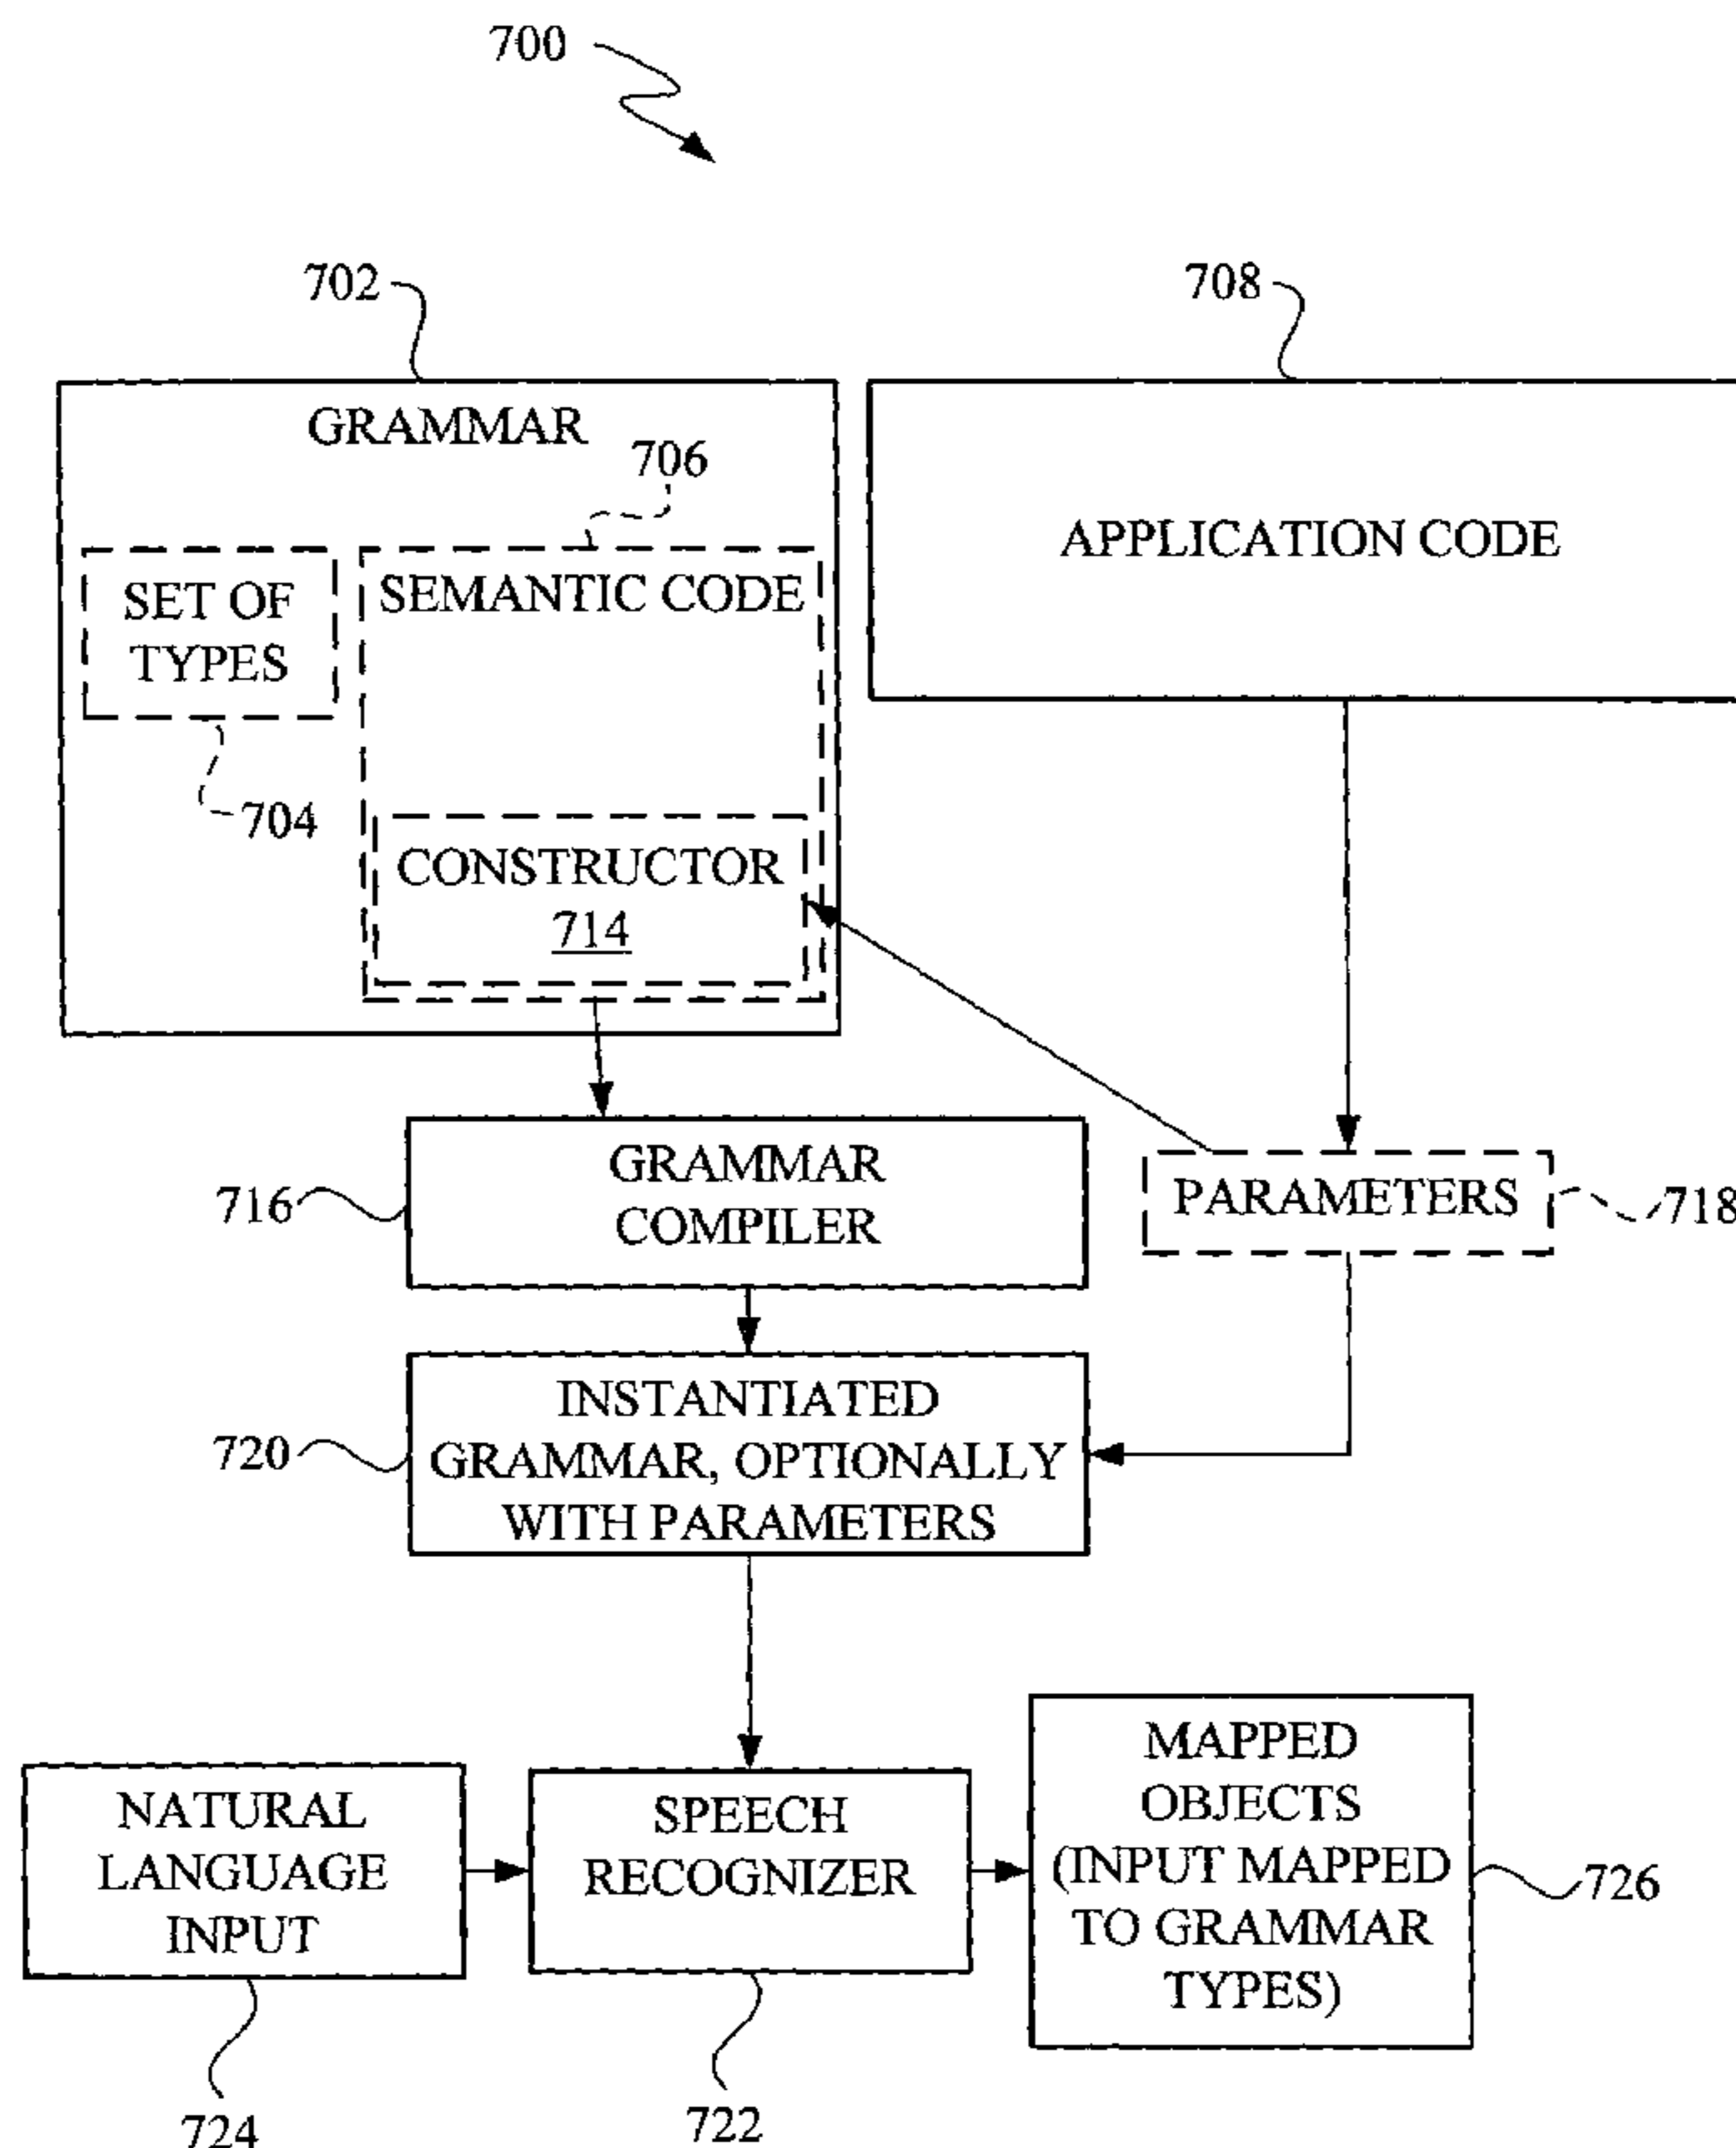 700
702
708
GRAMMAR
706
APPLICATION CODE
SET OF
TYPES
SEMANTIC CODE
704
CONSTRUCTOR
714
GRAMMAR
COMPILER
716
PARAMETERS
718
INSTANTIATED
GRAMMAR, OPTIONALLY
WITH PARAMETERS
720
NATURAL
LANGUAGE
INPUT
SPEECH
RECOGNIZER
MAPPED
OBJECTS
(INPUT MAPPED
TO GRAMMAR
TYPES)
726
724
722